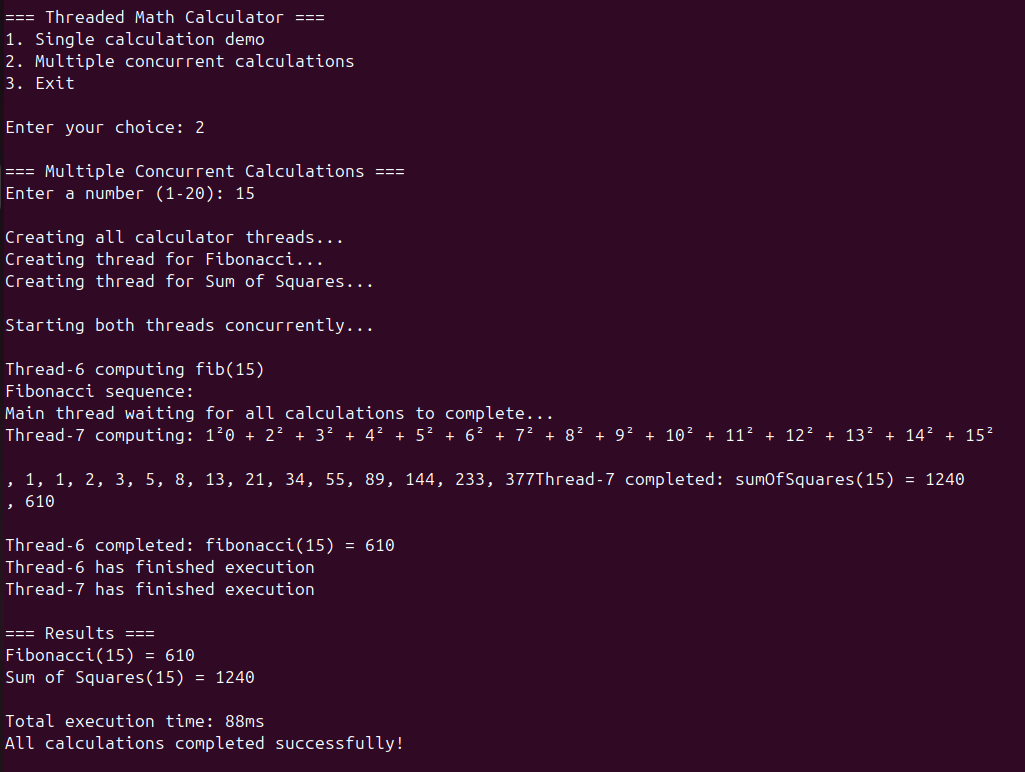 === Threaded Math Calculator ===
1. Single calculation demo
2. Multiple concurrent calculations
3. Exit
Enter your choice: 2
=== Multiple Concurrent Calculations ===
Enter a number (1-20): 15
Creating all calculator threads...
Creating thread for Fibonacci...
Creating thread for Sum of Squares...
Starting both threads concurrently...
Thread-6 computing fib(15)
Fibonacci sequence:
Main thread waiting for all calculations to complete...
Thread-7 computing: 1²0 + 2² + 3² + 4² + 5² + 6² + 7² + 8² + 9² + 10² + 11² + 12² + 13² + 14² + 15²
, 1, 1, 2, 3, 5, 8, 13, 21, 34, 55, 89, 144, 233, 377Thread-7 completed: sumOfSquares(15) = 1240
, 610
Thread-6 completed: fibonacci(15) = 610
Thread-6 has finished execution
Thread-7 has finished execution
=== Results ===
Fibonacci(15) = 610
Sum of Squares(15) = 1240
Total execution time: 88ms
All calculations completed successfully!